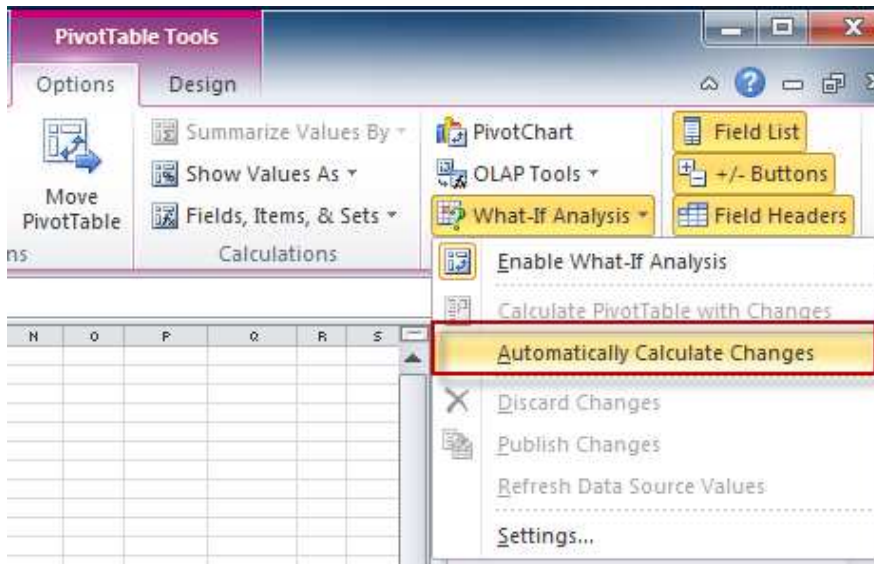 PivotTable Tools
Options Design
Summarize Values By PivotChart Field List
Show Values As OLAP Tools +/- Buttons
Move
PivotTable
Fields, Items, & Sets What-If Analysis Field Headers
ns Calculations
Enable What-If Analysis
Calculate PivotTable with Changes
N O P Q R S
Automatically Calculate Changes
Discard Changes
Publish Changes
Refresh Data Source Values
Settings...